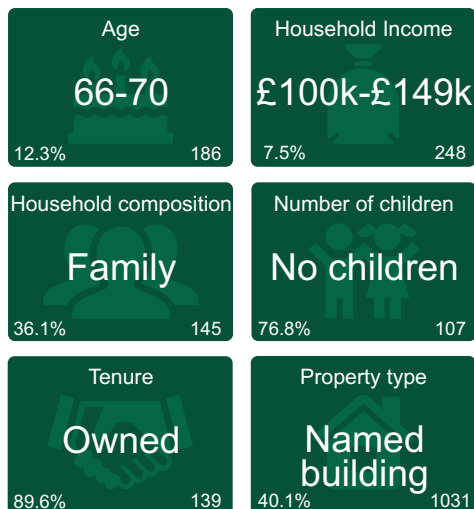 Age
66-70
12.3% 186
Household Income
£100k-£149k
7.5% 248
Household composition
Family
36.1% 145
Number of children
No children
76.8% 107
Tenure
Owned
89.6% 139
Property type
Named
building
40.1% 1031